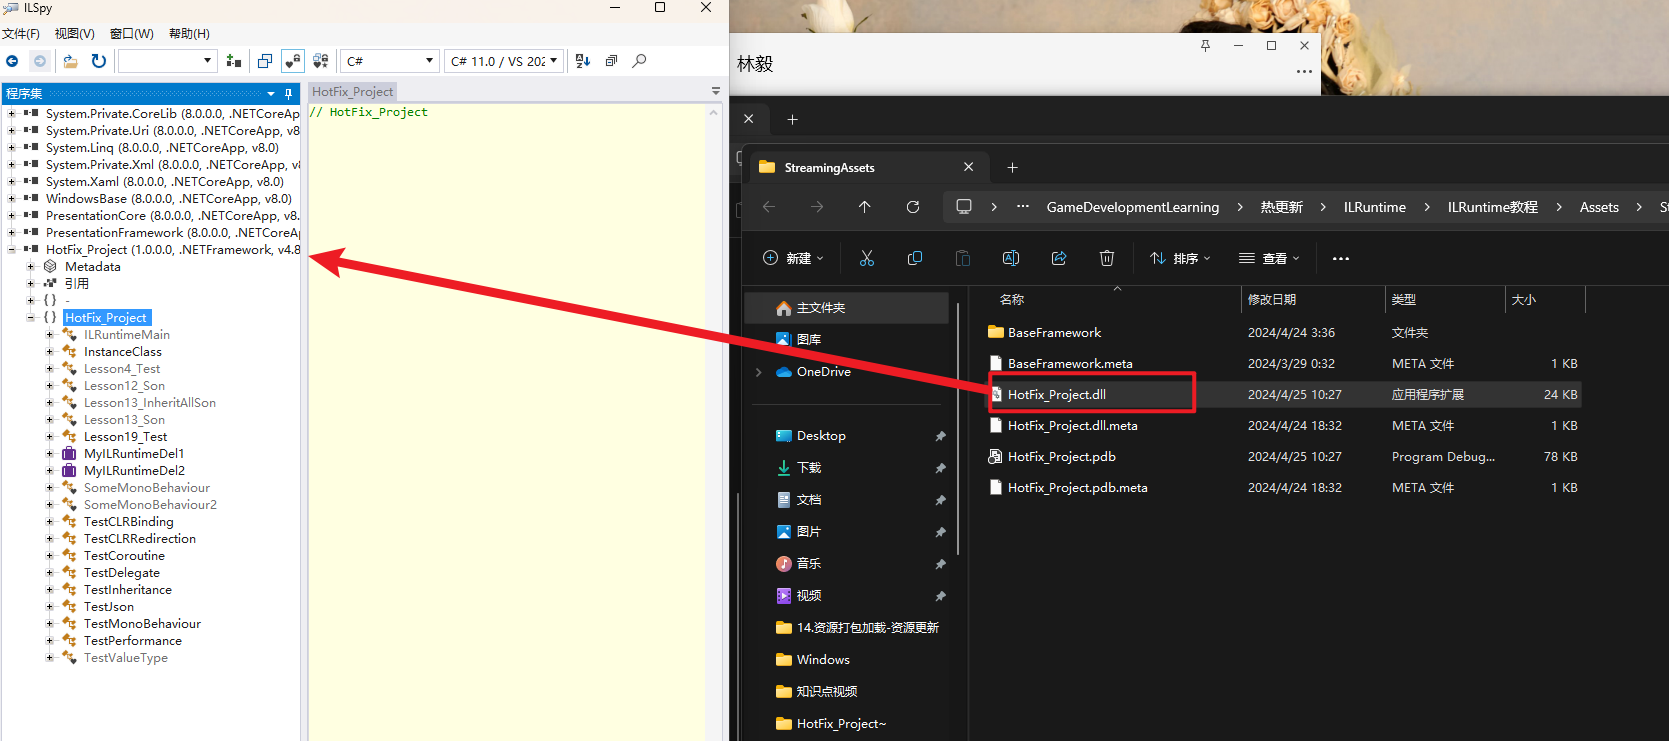 ILSpy
文件(F) 视图(V) 窗口(W) 帮助(H)
C# C# 11.0 / VS 202
程序集
System.Private.CoreLib (8.0.0.0, .NETCoreAp
System.Private.Uri (8.0.0.0, .NETCoreApp, v8
System.Linq (8.0.0.0, .NETCoreApp, v8.0)
System.Private.Xml (8.0.0.0, .NETCoreApp, v8
System.Xaml (8.0.0.0, .NETCoreApp, v8.0)
WindowsBase (8.0.0.0, .NETCoreApp, v8.0)
PresentationCore (8.0.0.0, .NETCoreApp, v8.
PresentationFramework (8.0.0.0, .NETCoreAp
HotFix_Project (1.0.0.0, .NETFramework, v4.8
Metadata
引用
{ } -
{ } HotFix_Project
ILRuntimeMain
InstanceClass
Lesson4_Test
Lesson12_Son
Lesson13_InheritAllSon
Lesson13_Son
Lesson19_Test
MyILRuntimeDel1
MyILRuntimeDel2
SomeMonoBehaviour
SomeMonoBehaviour2
TestCLRBinding
TestCLRRedirection
TestCoroutine
TestDelegate
TestInheritance
TestJson
TestMonoBehaviour
TestPerformance
TestValueType
HotFix_Project
// HotFix_Project
林毅
StreamingAssets
GameDevelopmentLearning > 热更新 > ILRuntime > ILRuntime教程 > Assets > St
新建 排序 查看
主文件夹
图库
OneDrive
Desktop
下载
文档
图片
音乐
视频
14.资源打包加载-资源更新
Windows
知识点视频
HotFix_Project~
名称 修改日期 类型 大小
BaseFramework 2024/4/24 3:36 文件夹
BaseFramework.meta 2024/3/29 0:32 META 文件 1 KB
HotFix_Project.dll 2024/4/25 10:27 应用程序扩展 24 KB
HotFix_Project.dll.meta 2024/4/24 18:32 META 文件 1 KB
HotFix_Project.pdb 2024/4/25 10:27 Program Debug... 78 KB
HotFix_Project.pdb.meta 2024/4/24 18:32 META 文件 1 KB